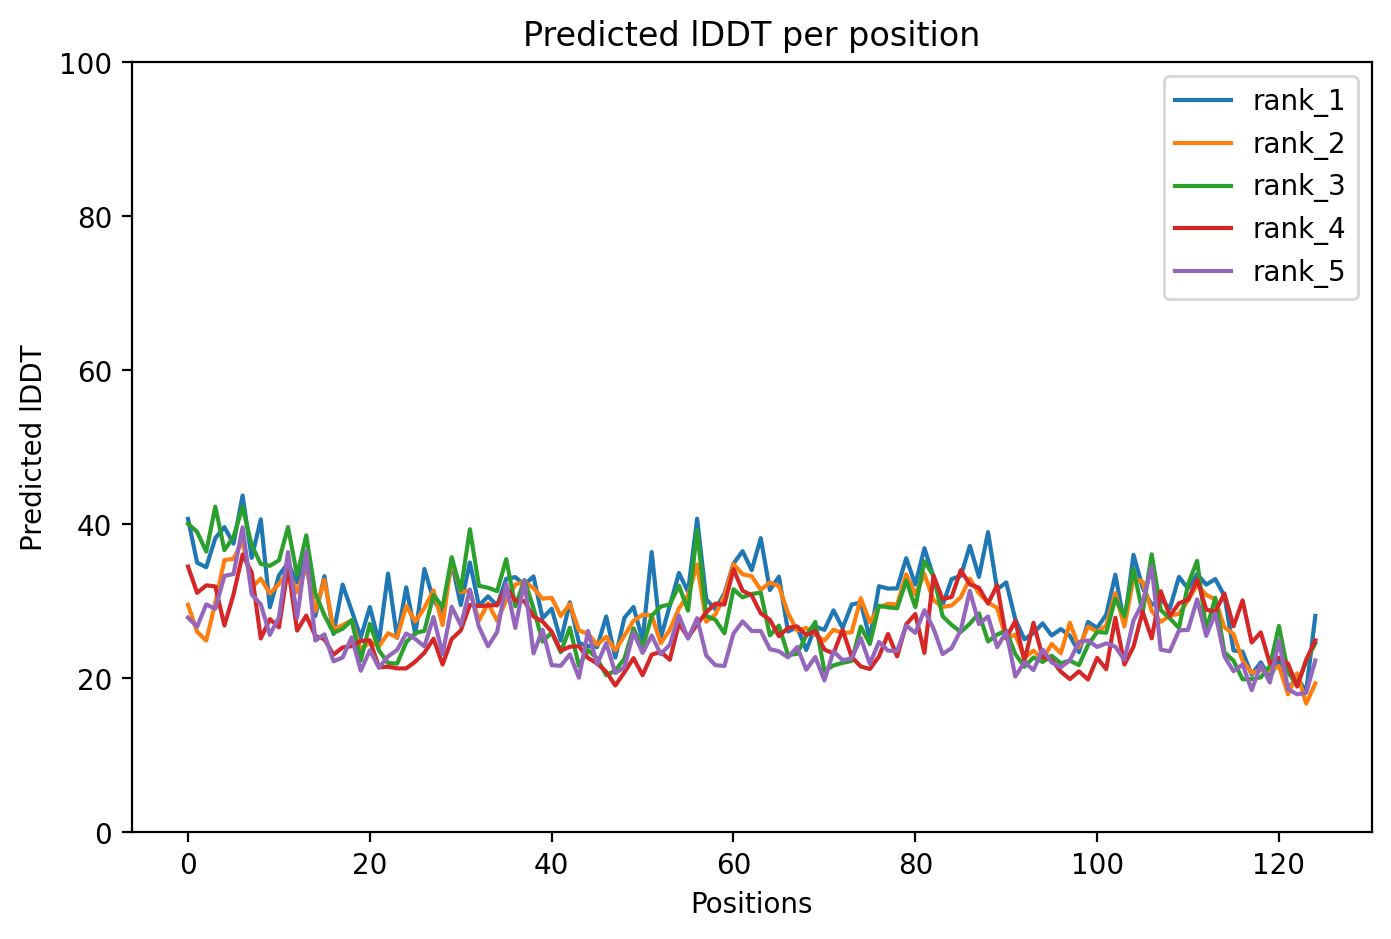 Predicted lDDT per position
100
80
60
40
20
0
Predicted lDDT
0 20 40 60 80 100 120
Positions
rank_1
rank_2
rank_3
rank_4
rank_5